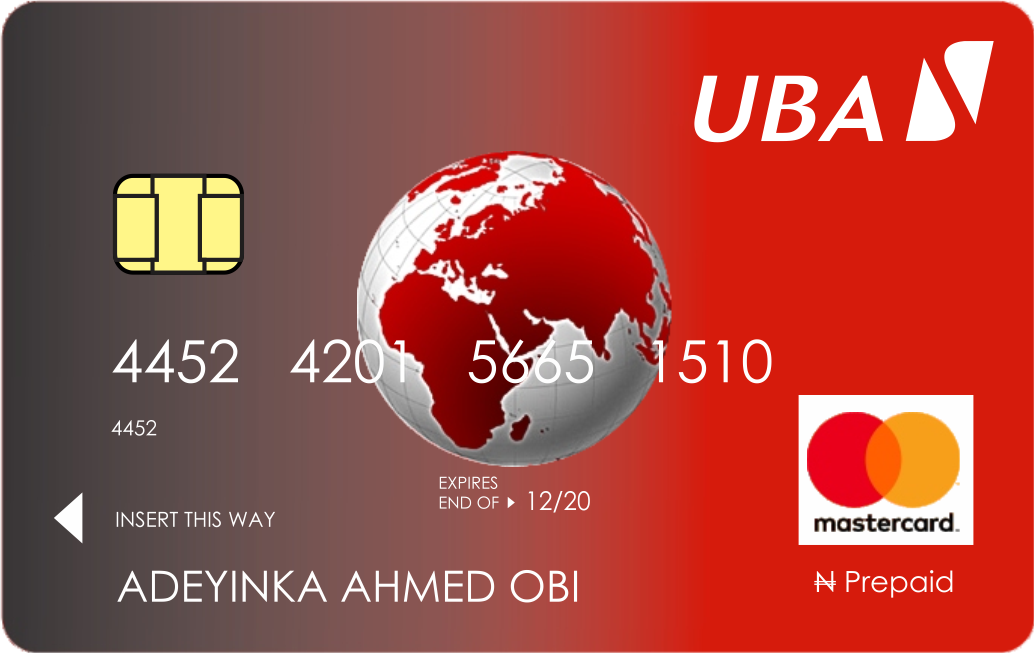 UBA
4452 4201 5665 1510
4452
EXPIRES
END OF 12/20
INSERT THIS WAY
mastercard.
ADEYINKA AHMED OBI
₦ Prepaid